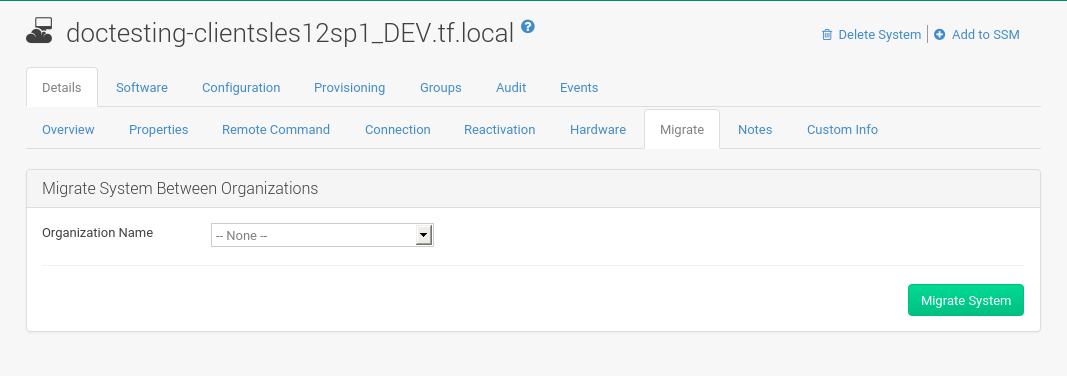 doctesting-clientsles12sp1_DEV.tf.local ?
Delete System | Add to SSM
Details Software Configuration Provisioning Groups Audit Events
Overview Properties Remote Command Connection Reactivation Hardware Migrate Notes Custom Info
Migrate System Between Organizations
Organization Name -- None --
Migrate System